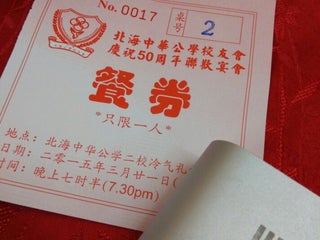 No. 0017
桌号
2
北海中華公學校友會
慶祝50周年聯歡宴會
餐券
*只限一人*
地点：北海中华公学二校冷气礼
日期：二零一五年三月廿一日(
时间：晚上七时半(7.30pm)